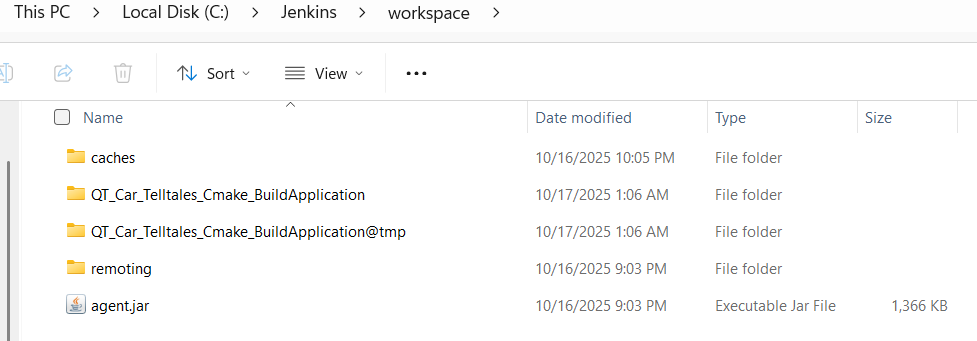 This PC > Local Disk (C:) > Jenkins > workspace >
Sort View ...
Name Date modified Type Size
caches 10/16/2025 10:05 PM File folder
QT_Car_Telltales_Cmake_BuildApplication 10/17/2025 1:06 AM File folder
QT_Car_Telltales_Cmake_BuildApplication@tmp 10/17/2025 1:06 AM File folder
remoting 10/16/2025 9:03 PM File folder
agent.jar 10/16/2025 9:03 PM Executable Jar File 1,366 KB